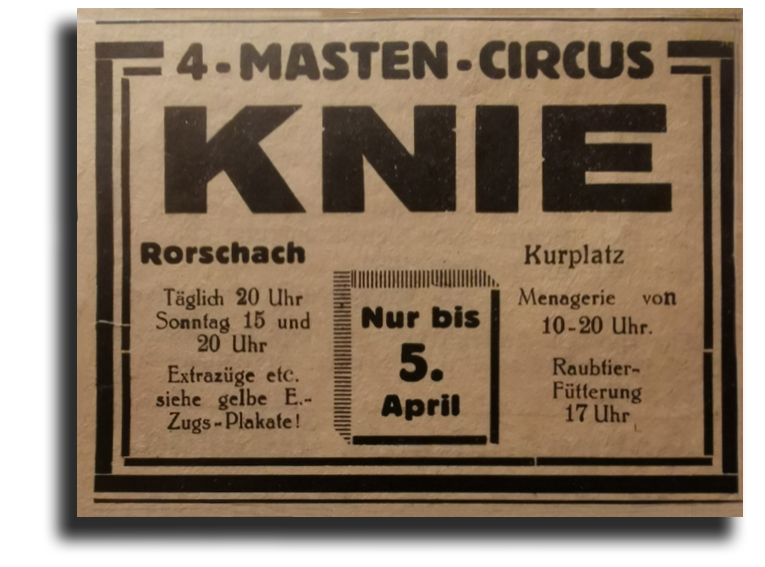 4-MASTEN-CIRCUS
KNIE
Rorschach
Täglich 20 Uhr
Sonntag 15 und
20 Uhr
Extrazüge etc.
siehe gelbe E.-
Zugs-Plakate!
Nur bis
5.
April
Kurplatz
Menagerie von
10-20 Uhr.
Raubtier-
Fütterung
17 Uhr